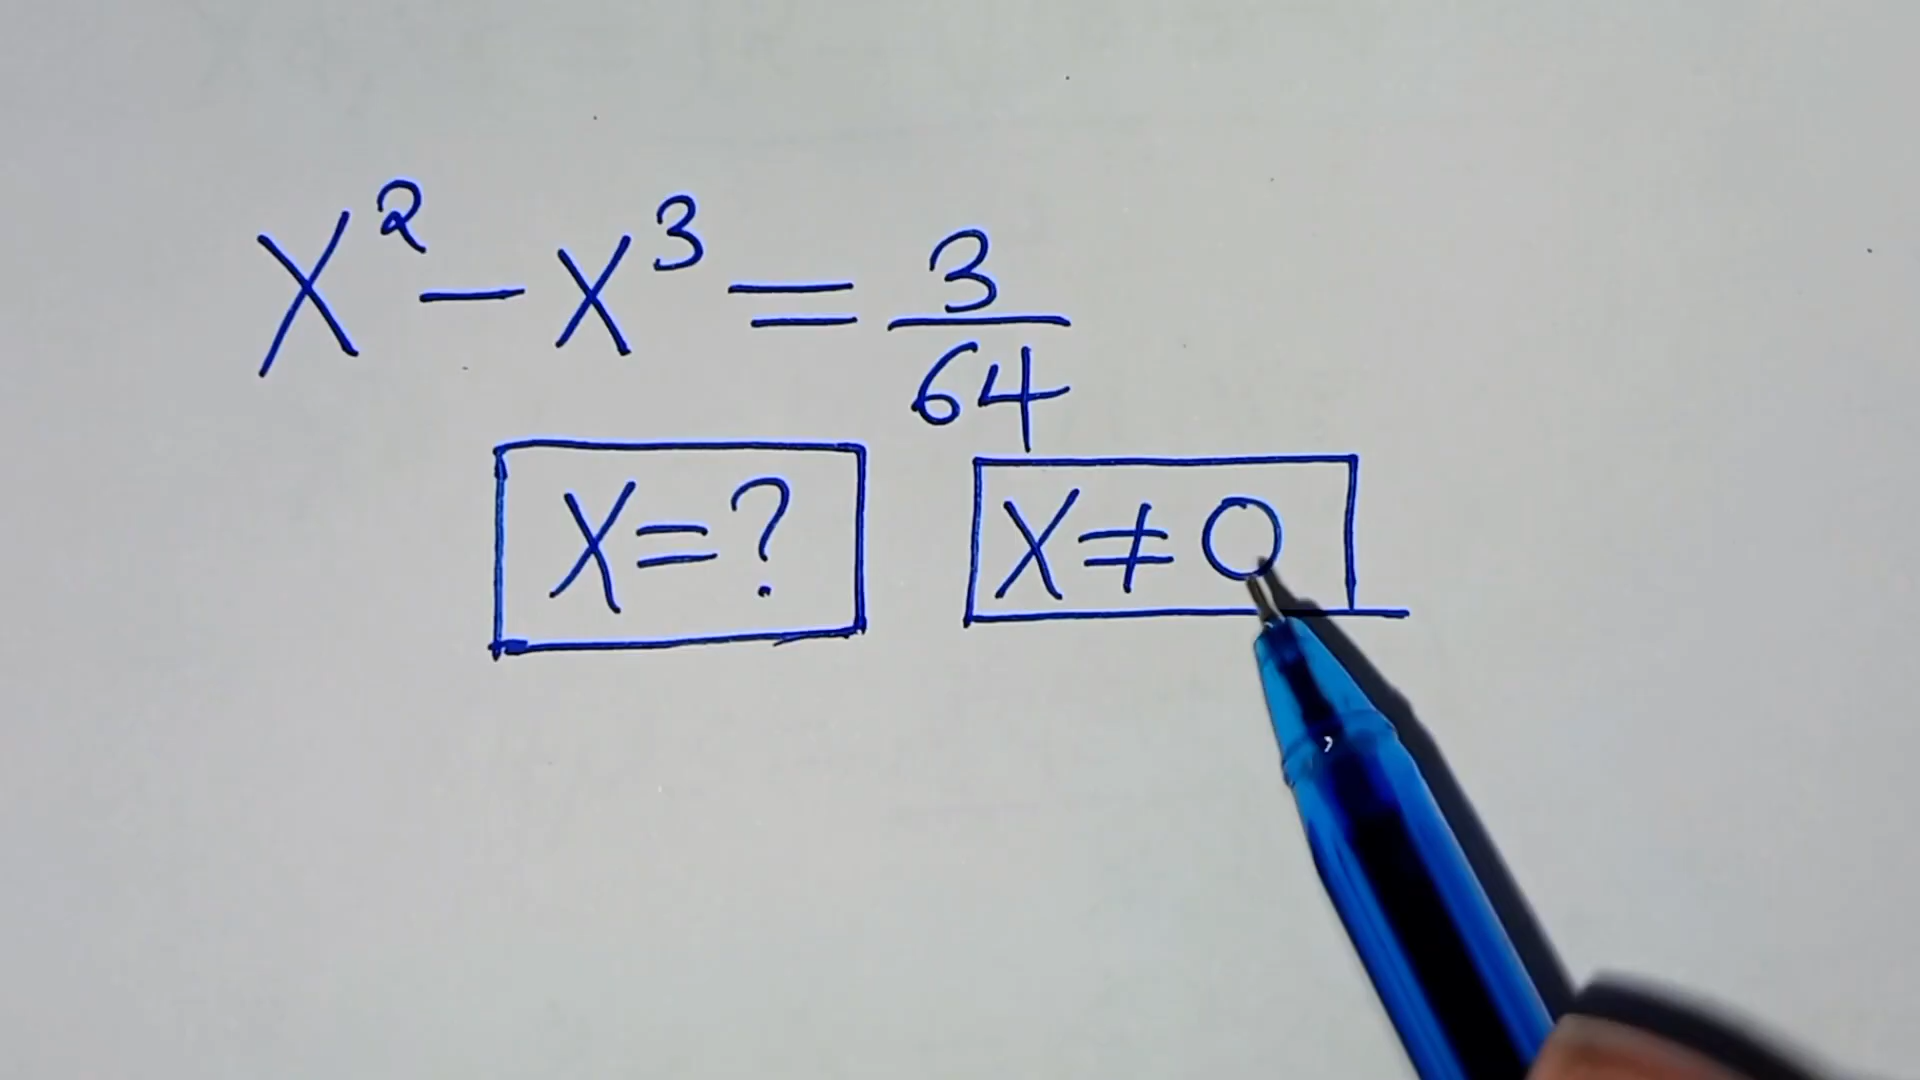 X² - X³ = 3/64
X = ?
X ≠ 0